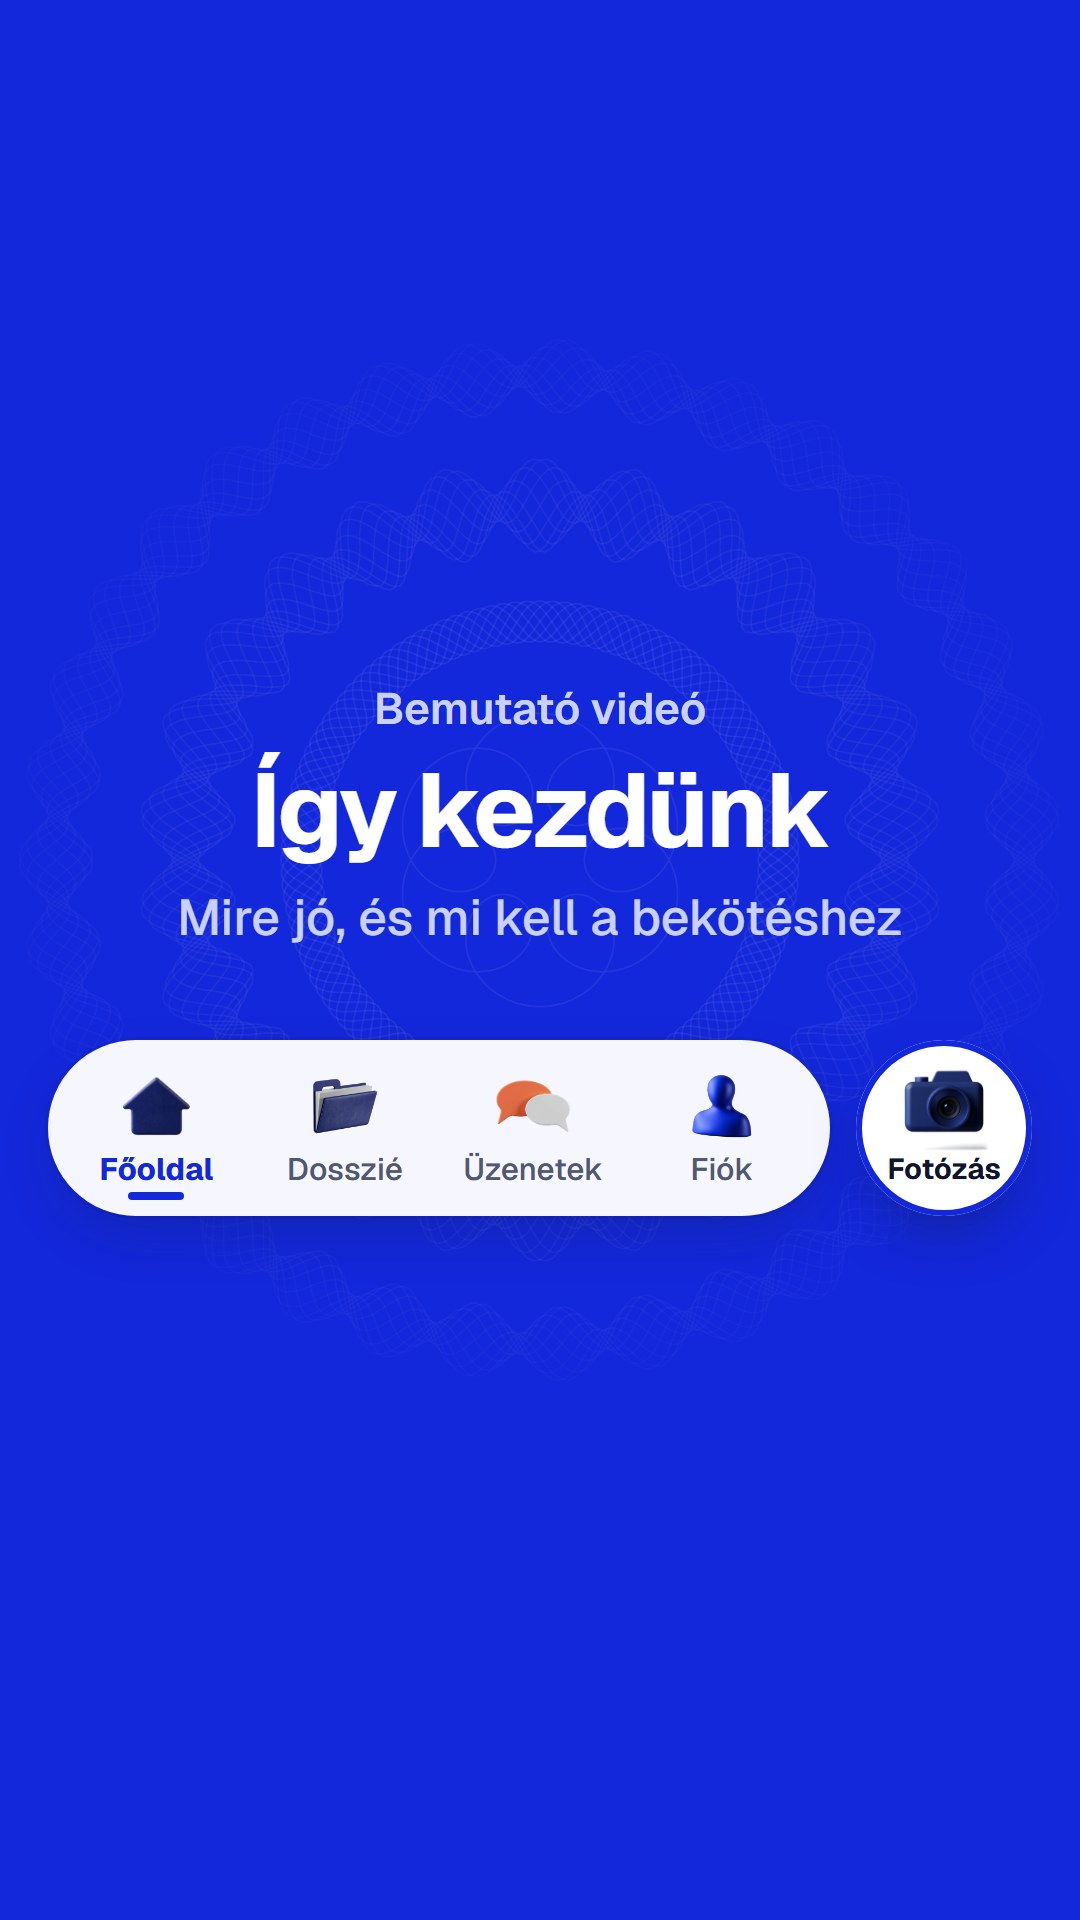 Bemutató videó
Így kezdünk
Mire jó, és mi kell a bekötéshez
Főoldal
Dosszié
Üzenetek
Fiók
Fotózás